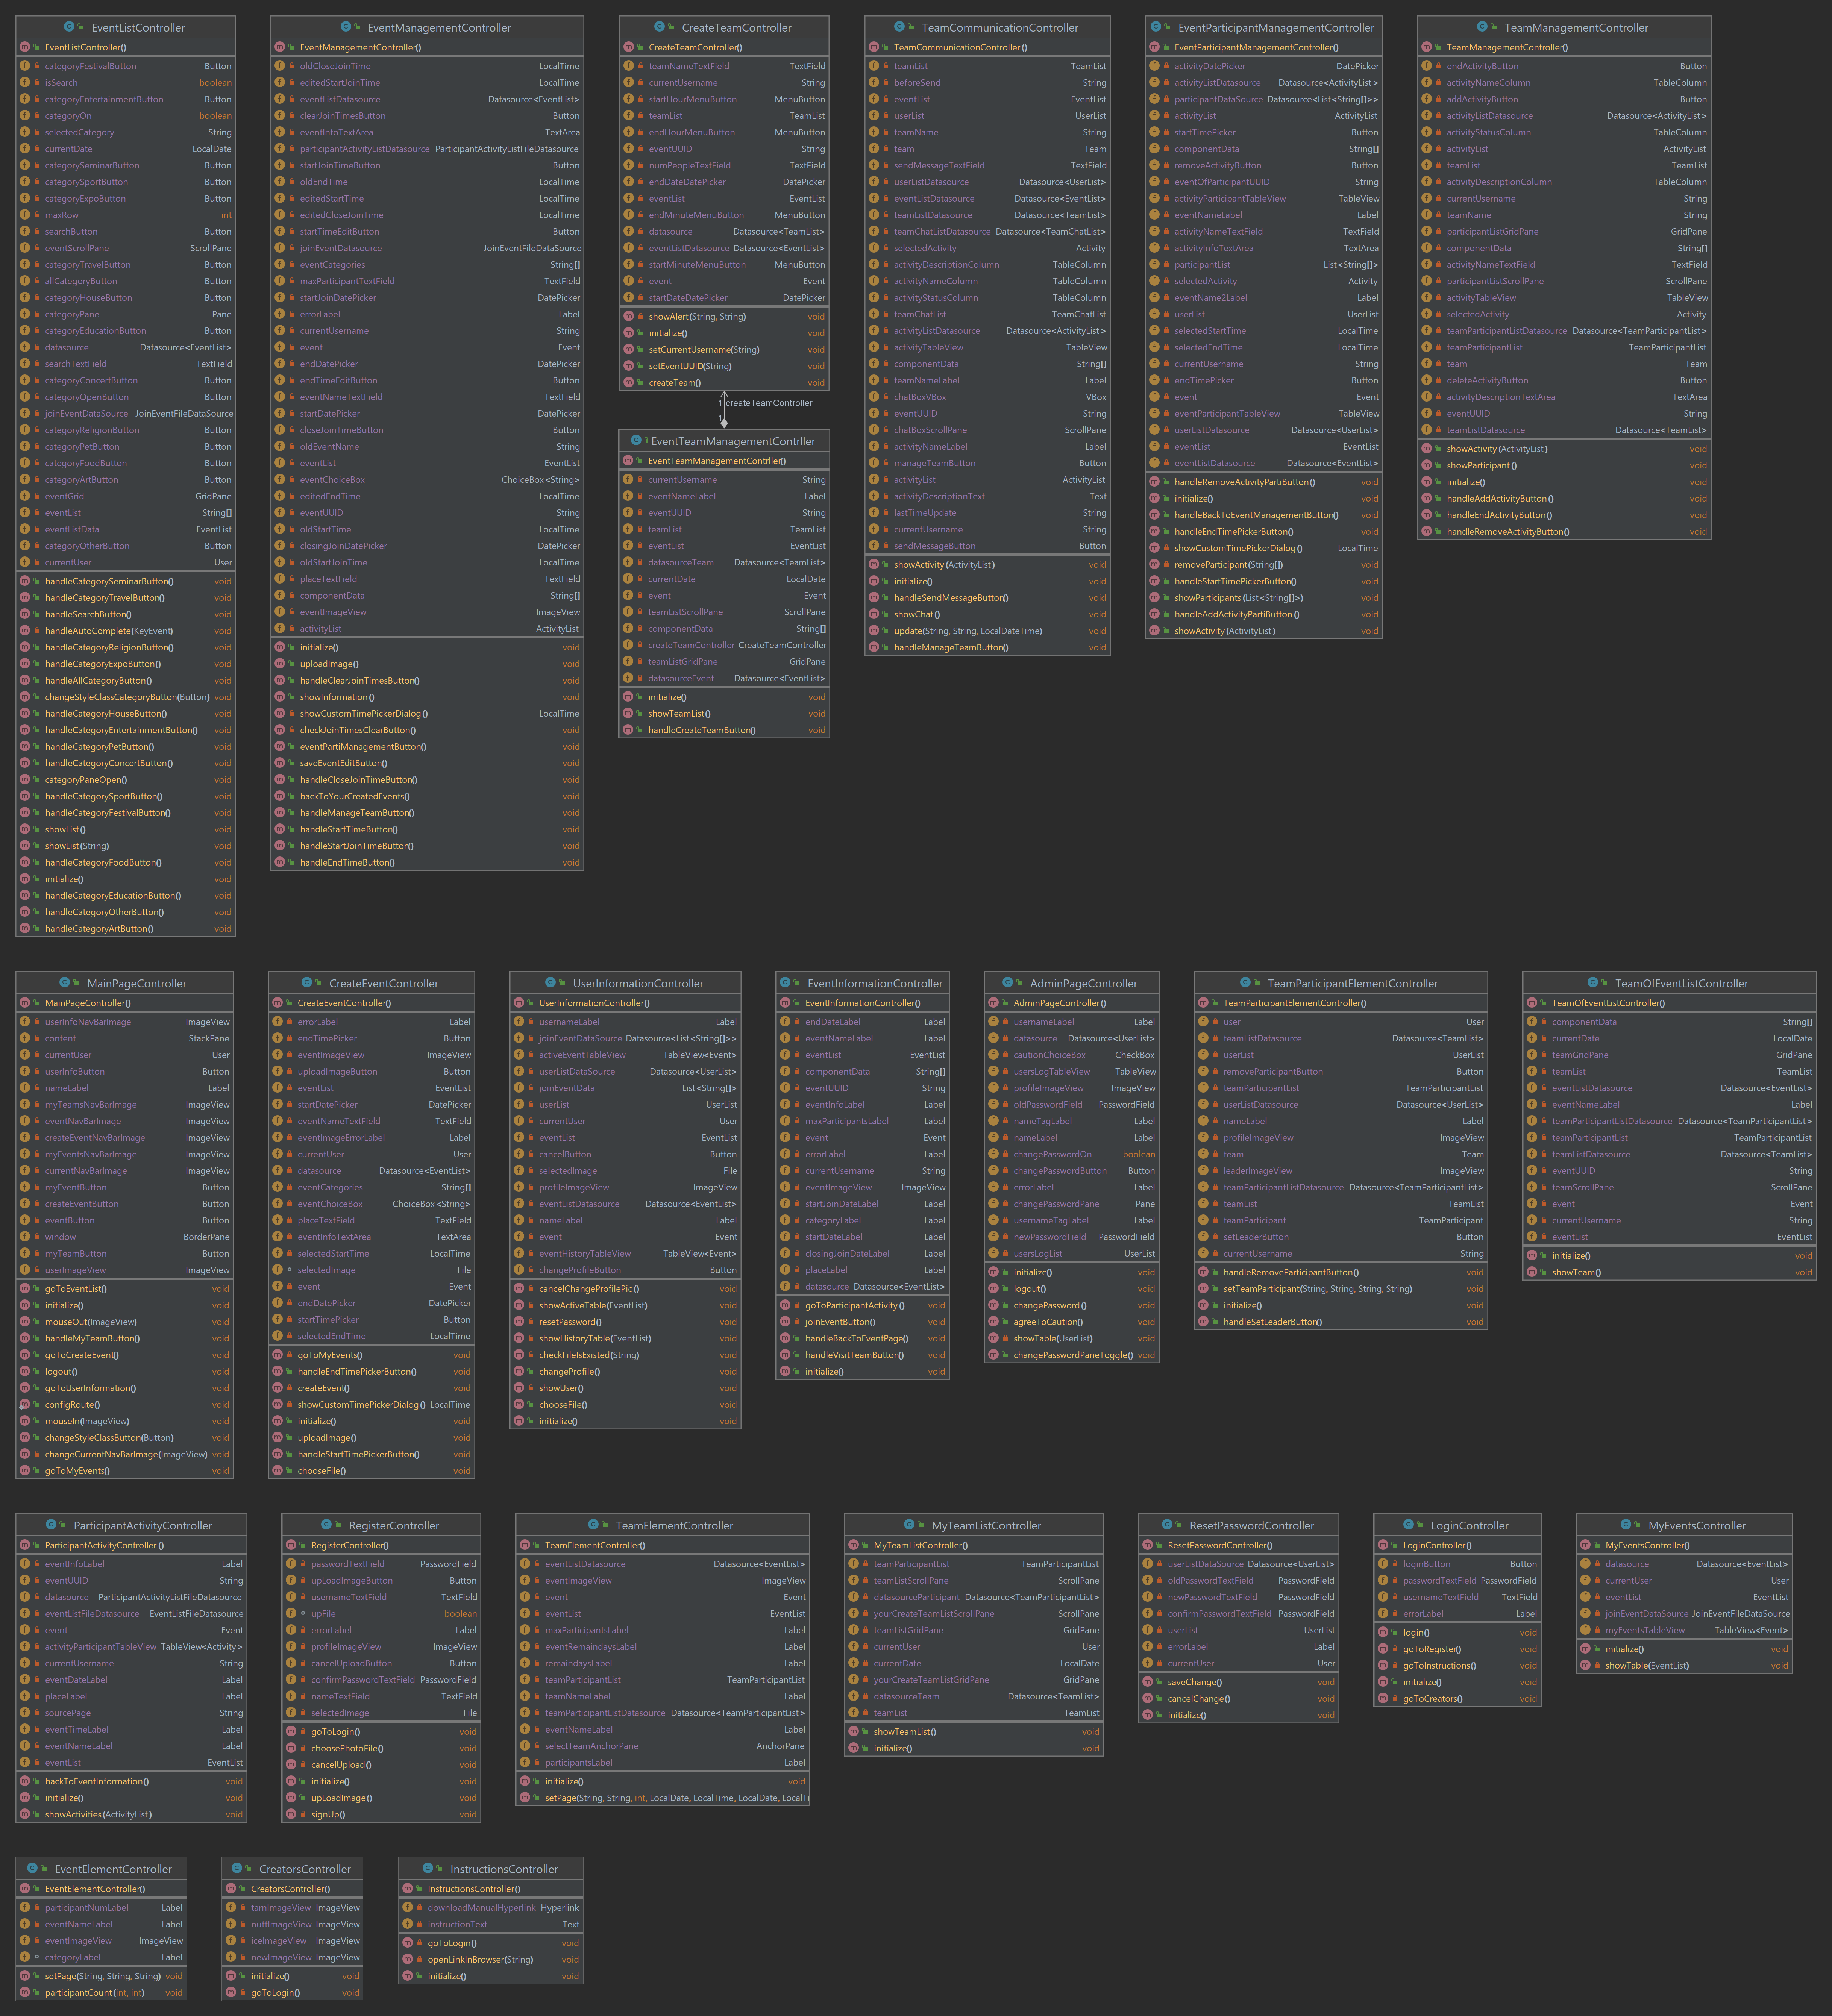 EventListController
EventListController()
categoryFestivalButton Button
isSearch boolean
categoryEntertainmentButton Button
categoryOn boolean
selectedCategory String
currentDate LocalDate
categorySeminarButton Button
categorySportButton Button
categoryExpoButton Button
maxRow int
searchButton Button
eventScrollPane ScrollPane
categoryTravelButton Button
allCategoryButton Button
categoryHouseButton Button
categoryPane Pane
categoryEducationButton Button
datasource Datasource<EventList>
searchTextField TextField
categoryConcertButton Button
categoryOpenButton Button
joinEventDataSource JoinEventFileDataSource
categoryReligionButton Button
categoryPetButton Button
categoryFoodButton Button
categoryArtButton Button
eventGrid GridPane
eventList String[]
eventListData EventList
categoryOtherButton Button
currentUser User
handleCategorySeminarButton() void
handleCategoryTravelButton() void
handleSearchButton() void
handleAutoComplete(KeyEvent) void
handleCategoryReligionButton() void
handleCategoryExpoButton() void
handleAllCategoryButton() void
changeStyleClassCategoryButton(Button) void
handleCategoryHouseButton() void
handleCategoryEntertainmentButton() void
handleCategoryPetButton() void
handleCategoryConcertButton() void
categoryPaneOpen() void
handleCategorySportButton() void
handleCategoryFestivalButton() void
showList() void
showList(String) void
handleCategoryFoodButton() void
initialize() void
handleCategoryEducationButton() void
handleCategoryOtherButton() void
handleCategoryArtButton() void
EventManagementController
EventManagementController()
oldCloseJoinTime LocalTime
editedStartJoinTime LocalTime
eventListDatasource Datasource<EventList>
clearJoinTimesButton Button
eventInfoTextArea TextArea
participantActivityListDatasource ParticipantActivityListFileDatasource
startJoinTimeButton Button
oldEndTime LocalTime
editedStartTime LocalTime
editedCloseJoinTime LocalTime
startTimeEditButton Button
joinEventDatasource JoinEventFileDataSource
eventCategories String[]
maxParticipantTextField TextField
startJoinDatePicker DatePicker
errorLabel Label
currentUsername String
event Event
endDatePicker DatePicker
endTimeEditButton Button
eventNameTextField TextField
startDatePicker DatePicker
closeJoinTimeButton Button
oldEventName String
eventList EventList
eventChoiceBox ChoiceBox<String>
editedEndTime LocalTime
eventUUID String
oldStartTime LocalTime
closingJoinDatePicker DatePicker
oldStartJoinTime LocalTime
placeTextField TextField
componentData String[]
eventImageView ImageView
activityList ActivityList
initialize() void
uploadImage() void
handleClearJoinTimesButton() void
showInformation() void
showCustomTimePickerDialog() LocalTime
checkJoinTimesClearButton() void
eventPartiManagementButton() void
saveEventEditButton() void
handleCloseJoinTimeButton() void
backToYourCreatedEvents() void
handleManageTeamButton() void
handleStartTimeButton() void
handleStartJoinTimeButton() void
handleEndTimeButton() void
CreateTeamController
CreateTeamController()
teamNameTextField TextField
currentUsername String
startHourMenuButton MenuButton
teamList TeamList
endHourMenuButton MenuButton
eventUUID String
numPeopleTextField TextField
endDateDatePicker DatePicker
eventList EventList
endMinuteMenuButton MenuButton
datasource Datasource<TeamList>
eventListDatasource Datasource<EventList>
startMinuteMenuButton MenuButton
event Event
startDateDatePicker DatePicker
showAlert(String, String) void
initialize() void
setCurrentUsername(String) void
setEventUUID(String) void
createTeam() void
1 createTeamController
1
EventTeamManagementContrller
EventTeamManagementContrller()
currentUsername String
eventNameLabel Label
eventUUID String
teamList TeamList
eventList EventList
datasourceTeam Datasource<TeamList>
currentDate LocalDate
event Event
teamListScrollPane ScrollPane
componentData String[]
createTeamController CreateTeamController
teamListGridPane GridPane
datasourceEvent Datasource<EventList>
initialize() void
showTeamList() void
handleCreateTeamButton() void
TeamCommunicationController
TeamCommunicationController()
teamList TeamList
beforeSend String
eventList EventList
userList UserList
teamName String
team Team
sendMessageTextField TextField
userListDatasource Datasource<UserList>
eventListDatasource Datasource<EventList>
teamListDatasource Datasource<TeamList>
teamChatListDatasource Datasource<TeamChatList>
selectedActivity Activity
activityDescriptionColumn TableColumn
activityNameColumn TableColumn
activityStatusColumn TableColumn
teamChatList TeamChatList
activityListDatasource Datasource<ActivityList>
activityTableView TableView
componentData String[]
teamNameLabel Label
chatBoxVBox VBox
eventUUID String
chatBoxScrollPane ScrollPane
activityNameLabel Label
manageTeamButton Button
activityList ActivityList
activityDescriptionText Text
lastTimeUpdate String
currentUsername String
sendMessageButton Button
showActivity(ActivityList) void
initialize() void
handleSendMessageButton() void
showChat() void
update(String, String, LocalDateTime) void
handleManageTeamButton() void
EventParticipantManagementController
EventParticipantManagementController()
activityDatePicker DatePicker
activityListDatasource Datasource<ActivityList>
participantDataSource Datasource<List<String[]>>
activityList ActivityList
startTimePicker Button
componentData String[]
removeActivityButton Button
eventOfParticipantUUID String
activityParticipantTableView TableView
eventNameLabel Label
activityNameTextField TextField
activityInfoTextArea TextArea
participantList List<String[]>
selectedActivity Activity
eventName2Label Label
userList UserList
selectedStartTime LocalTime
selectedEndTime LocalTime
currentUsername String
endTimePicker Button
event Event
eventParticipantTableView TableView
userListDatasource Datasource<UserList>
eventList EventList
eventListDatasource Datasource<EventList>
handleRemoveActivityPartiButton() void
initialize() void
handleBackToEventManagementButton() void
handleEndTimePickerButton() void
showCustomTimePickerDialog() LocalTime
removeParticipant(String[]) void
handleStartTimePickerButton() void
showParticipants(List<String[]>) void
handleAddActivityPartiButton() void
showActivity(ActivityList) void
TeamManagementController
TeamManagementController()
endActivityButton Button
activityNameColumn TableColumn
addActivityButton Button
activityListDatasource Datasource<ActivityList>
activityStatusColumn TableColumn
activityList ActivityList
teamList TeamList
activityDescriptionColumn TableColumn
currentUsername String
teamName String
participantListGridPane GridPane
componentData String[]
activityNameTextField TextField
participantListScrollPane ScrollPane
activityTableView TableView
selectedActivity Activity
teamParticipantListDatasource Datasource<TeamParticipantList>
teamParticipantList TeamParticipantList
team Team
deleteActivityButton Button
activityDescriptionTextArea TextArea
eventUUID String
teamListDatasource Datasource<TeamList>
showActivity(ActivityList) void
showParticipant() void
initialize() void
handleAddActivityButton() void
handleEndActivityButton() void
handleRemoveActivityButton() void
MainPageController
MainPageController()
userInfoNavBarImage ImageView
content StackPane
currentUser User
userInfoButton Button
nameLabel Label
myTeamsNavBarImage ImageView
eventNavBarImage ImageView
createEventNavBarImage ImageView
myEventsNavBarImage ImageView
currentNavBarImage ImageView
myEventButton Button
createEventButton Button
eventButton Button
window BorderPane
myTeamButton Button
userImageView ImageView
goToEventList() void
initialize() void
mouseOut(ImageView) void
handleMyTeamButton() void
goToCreateEvent() void
logout() void
goToUserInformation() void
configRoute() void
mouseIn(ImageView) void
changeStyleClassButton(Button) void
changeCurrentNavBarImage(ImageView) void
goToMyEvents() void
CreateEventController
CreateEventController()
errorLabel Label
endTimePicker Button
eventImageView ImageView
uploadImageButton Button
eventList EventList
startDatePicker DatePicker
eventNameTextField TextField
eventImageErrorLabel Label
currentUser User
datasource Datasource<EventList>
eventCategories String[]
eventChoiceBox ChoiceBox<String>
placeTextField TextField
eventInfoTextArea TextArea
selectedStartTime LocalTime
selectedImage File
event Event
endDatePicker DatePicker
startTimePicker Button
selectedEndTime LocalTime
goToMyEvents() void
handleEndTimePickerButton() void
createEvent() void
showCustomTimePickerDialog() LocalTime
initialize() void
uploadImage() void
handleStartTimePickerButton() void
chooseFile() void
UserInformationController
UserInformationController()
usernameLabel Label
joinEventDataSource Datasource<List<String[]>>
activeEventTableView TableView<Event>
userListDataSource Datasource<UserList>
joinEventData List<String[]>
userList UserList
currentUser User
eventList EventList
cancelButton Button
selectedImage File
profileImageView ImageView
eventListDatasource Datasource<EventList>
nameLabel Label
event Event
eventHistoryTableView TableView<Event>
changeProfileButton Button
cancelChangeProfilePic() void
showActiveTable(EventList) void
resetPassword() void
showHistoryTable(EventList) void
checkFileIsExisted(String) void
changeProfile() void
showUser() void
chooseFile() void
initialize() void
EventInformationController
EventInformationController()
endDateLabel Label
eventNameLabel Label
eventList EventList
componentData String[]
eventUUID String
eventInfoLabel Label
maxParticipantsLabel Label
event Event
errorLabel Label
currentUsername String
eventImageView ImageView
startJoinDateLabel Label
categoryLabel Label
startDateLabel Label
closingJoinDateLabel Label
placeLabel Label
datasource Datasource<EventList>
goToParticipantActivity() void
joinEventButton() void
handleBackToEventPage() void
handleVisitTeamButton() void
initialize() void
AdminPageController
AdminPageController()
usernameLabel Label
datasource Datasource<UserList>
cautionChoiceBox CheckBox
usersLogTableView TableView
profileImageView ImageView
oldPasswordField PasswordField
nameTagLabel Label
nameLabel Label
changePasswordOn boolean
changePasswordButton Button
errorLabel Label
changePasswordPane Pane
usernameTagLabel Label
newPasswordField PasswordField
usersLogList UserList
initialize() void
logout() void
changePassword() void
agreeToCaution() void
showTable(UserList) void
changePasswordPaneToggle() void
TeamParticipantElementController
TeamParticipantElementController()
user User
teamListDatasource Datasource<TeamList>
userList UserList
removeParticipantButton Button
teamParticipantList TeamParticipantList
userListDatasource Datasource<UserList>
nameLabel Label
profileImageView ImageView
team Team
leaderImageView ImageView
teamParticipantListDatasource Datasource<TeamParticipantList>
teamList TeamList
teamParticipant TeamParticipant
setLeaderButton Button
currentUsername String
handleRemoveParticipantButton() void
setTeamParticipant(String, String, String, String) void
initialize() void
handleSetLeaderButton() void
TeamOfEventListController
TeamOfEventListController()
componentData String[]
currentDate LocalDate
teamGridPane GridPane
teamList TeamList
eventListDatasource Datasource<EventList>
eventNameLabel Label
teamParticipantListDatasource Datasource<TeamParticipantList>
teamParticipantList TeamParticipantList
teamListDatasource Datasource<TeamList>
eventUUID String
teamScrollPane ScrollPane
event Event
currentUsername String
eventList EventList
initialize() void
showTeam() void
ParticipantActivityController
ParticipantActivityController()
eventInfoLabel Label
eventUUID String
datasource ParticipantActivityListFileDatasource
eventListFileDatasource EventListFileDatasource
event Event
activityParticipantTableView TableView<Activity>
currentUsername String
eventDateLabel Label
placeLabel Label
sourcePage String
eventTimeLabel Label
eventNameLabel Label
eventList EventList
backToEventInformation() void
initialize() void
showActivities(ActivityList) void
RegisterController
RegisterController()
passwordTextField PasswordField
upLoadImageButton Button
usernameTextField TextField
upFile boolean
errorLabel Label
profileImageView ImageView
cancelUploadButton Button
confirmPasswordTextField PasswordField
nameTextField TextField
selectedImage File
goToLogin() void
choosePhotoFile() void
cancelUpload() void
initialize() void
upLoadImage() void
signUp() void
TeamElementController
TeamElementController()
eventListDatasource Datasource<EventList>
eventImageView ImageView
event Event
eventList EventList
maxParticipantsLabel Label
eventRemaindaysLabel Label
remaindaysLabel Label
teamParticipantList TeamParticipantList
teamNameLabel Label
teamParticipantListDatasource Datasource<TeamParticipantList>
eventNameLabel Label
selectTeamAnchorPane AnchorPane
participantsLabel Label
initialize() void
setPage(String, String, int, LocalDate, LocalTime, LocalDate, LocalTi
MyTeamListController
MyTeamListController()
teamParticipantList TeamParticipantList
teamListScrollPane ScrollPane
datasourceParticipant Datasource<TeamParticipantList>
yourCreateTeamListScrollPane ScrollPane
teamListGridPane GridPane
currentUser User
currentDate LocalDate
yourCreateTeamListGridPane GridPane
datasourceTeam Datasource<TeamList>
teamList TeamList
showTeamList() void
initialize() void
ResetPasswordController
ResetPasswordController()
userListDataSource Datasource<UserList>
oldPasswordTextField PasswordField
newPasswordTextField PasswordField
confirmPasswordTextField PasswordField
userList UserList
errorLabel Label
currentUser User
saveChange() void
cancelChange() void
initialize() void
LoginController
LoginController()
loginButton Button
passwordTextField PasswordField
usernameTextField TextField
errorLabel Label
login() void
goToRegister() void
goToInstructions() void
initialize() void
goToCreators() void
MyEventsController
MyEventsController()
datasource Datasource<EventList>
currentUser User
eventList EventList
joinEventDataSource JoinEventFileDataSource
myEventsTableView TableView<Event>
initialize() void
showTable(EventList) void
EventElementController
EventElementController()
participantNumLabel Label
eventNameLabel Label
eventImageView ImageView
categoryLabel Label
setPage(String, String, String) void
participantCount(int, int) void
CreatorsController
CreatorsController()
tarnImageView ImageView
nuttImageView ImageView
iceImageView ImageView
newImageView ImageView
initialize() void
goToLogin() void
InstructionsController
InstructionsController()
downloadManualHyperlink Hyperlink
instructionText Text
goToLogin() void
openLinkInBrowser(String) void
initialize() void